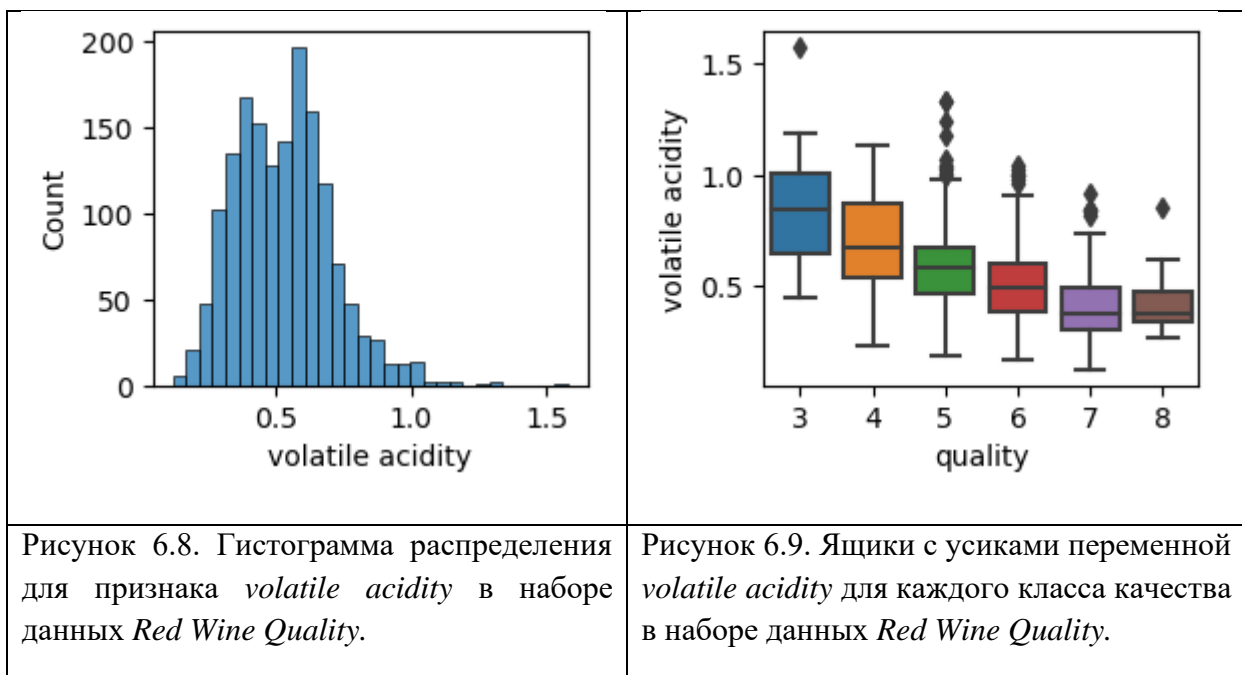 200
150
100
50
0
Count
0.5 1.0 1.5
volatile acidity
1.5
1.0
0.5
volatile acidity
3 4 5 6 7 8
quality
Рисунок 6.8. Гистограмма распределения
для признака volatile acidity в наборе
данных Red Wine Quality.
Рисунок 6.9. Ящики с усиками переменной
volatile acidity для каждого класса качества
в наборе данных Red Wine Quality.